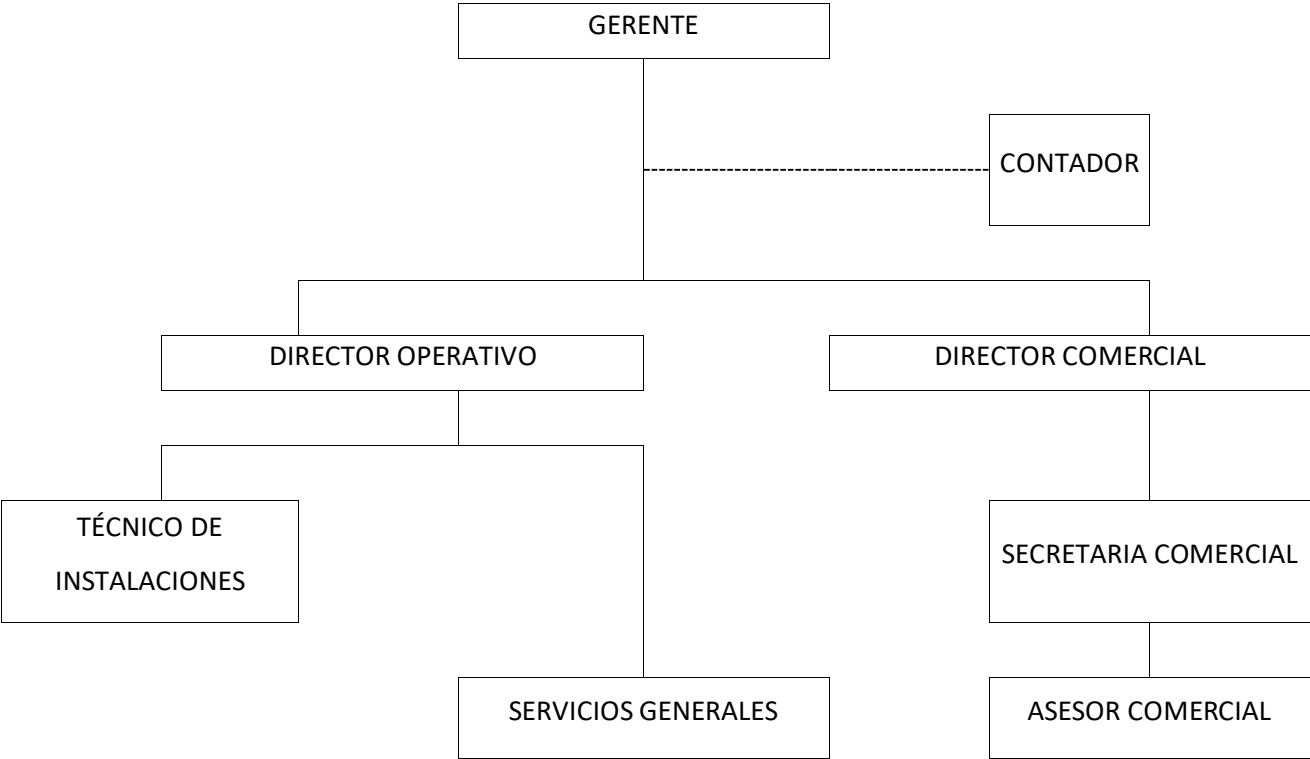 GERENTE
CONTADOR
DIRECTOR OPERATIVO
DIRECTOR COMERCIAL
TÉCNICO DE
INSTALACIONES
SECRETARIA COMERCIAL
SERVICIOS GENERALES
ASESOR COMERCIAL